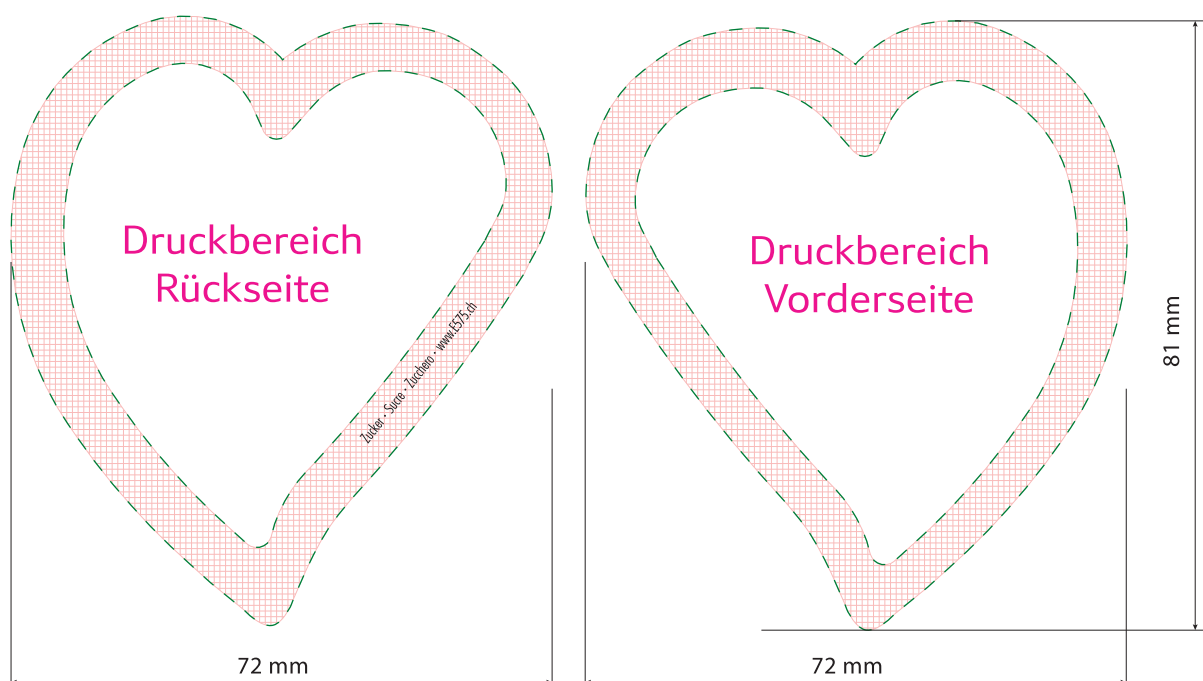 Druckbereich
Rückseite
Zucker • Sucre • Zucchero • www.E575.ch
72 mm
Druckbereich
Vorderseite
81 mm
72 mm